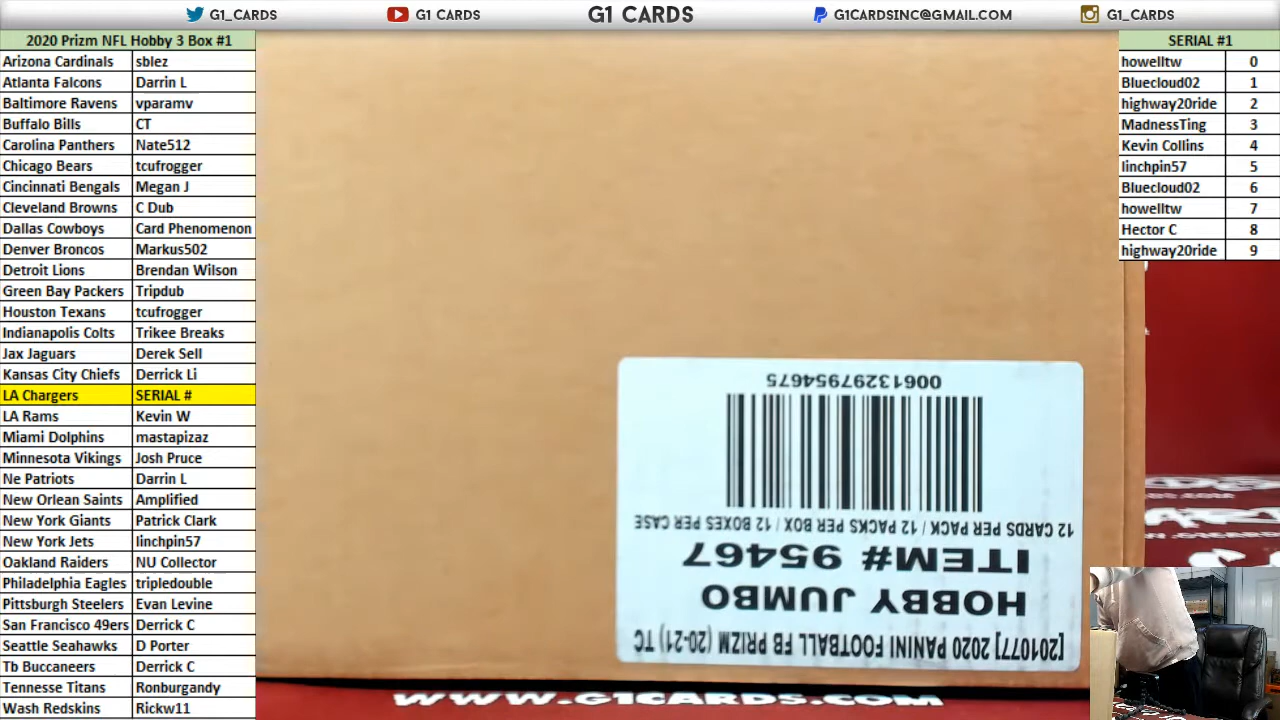 G1_CARDS G1 CARDS G1 CARDS G1CARDSINC@GMAIL.COM G1_CARDS
2020 Prizm NFL Hobby 3 Box #1
Arizona Cardinals sblez
Atlanta Falcons Darrin L
Baltimore Ravens vparamv
Buffalo Bills CT
Carolina Panthers Nate512
Chicago Bears tcufrogger
Cincinnati Bengals Megan J
Cleveland Browns C Dub
Dallas Cowboys Card Phenomenon
Denver Broncos Markus502
Detroit Lions Brendan Wilson
Green Bay Packers Tripdub
Houston Texans tcufrogger
Indianapolis Colts Trikee Breaks
Jax Jaguars Derek Sell
Kansas City Chiefs Derrick Li
LA Chargers SERIAL #
LA Rams Kevin W
Miami Dolphins mastapizaz
Minnesota Vikings Josh Pruce
Ne Patriots Darrin L
New Orlean Saints Amplified
New York Giants Patrick Clark
New York Jets linchpin57
Oakland Raiders NU Collector
Philadelphia Eagles tripledouble
Pittsburgh Steelers Evan Levine
San Francisco 49ers Derrick C
Seattle Seahawks D Porter
Tb Buccaneers Derrick C
Tennesse Titans Ronburgandy
Wash Redskins Rickw11
SERIAL #1
howelltw 0
Bluecloud02 1
highway20ride 2
MadnessTing 3
Kevin Collins 4
linchpin57 5
Bluecloud02 6
howelltw 7
Hector C 8
highway20ride 9
[201077] 2020 PANINI FOOTBALL FB PRIZM (20-21) TC
HOBBY JUMBO
ITEM# 95467
12 CARDS PER PACK / 12 PACKS PER BOX / 12 BOXES PER CASE
00613297954675
WWW.G1CARDS.COM